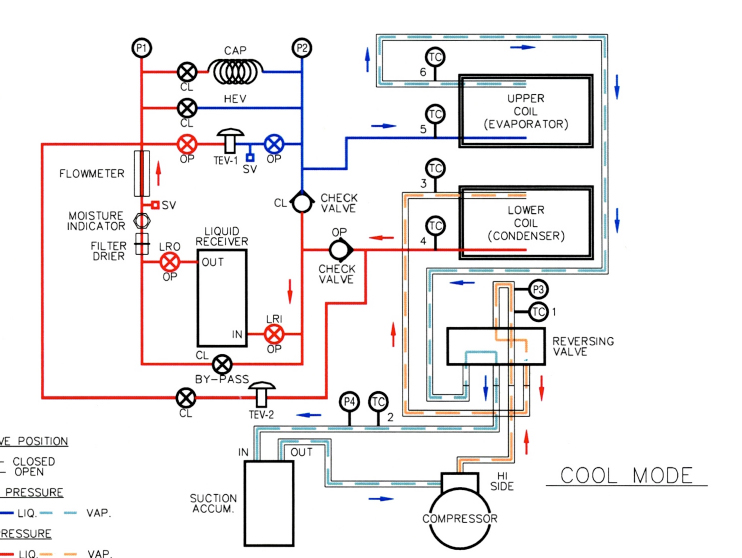 P1
P2
CAP
CL
HEV
CL
OP
TEV-1
SV
OP
FLOWMETER
SV
MOISTURE
INDICATOR
FILTER
DRIER
LRO
OP
LIQUID
RECEIVER
OUT
IN
LRI
OP
CL
BY-PASS
CL
TEV-2
CL
CHECK
VALVE
OP
CHECK
VALVE
TC
6
TC
5
UPPER
COIL
(EVAPORATOR)
TC
3
TC
4
LOWER
COIL
(CONDENSER)
P3
TC 1
REVERSING
VALVE
P4
TC
2
IN
OUT
SUCTION
ACCUM.
HI
SIDE
COMPRESSOR
COOL MODE
VE POSITION
- CLOSED
- OPEN
PRESSURE
LIQ. VAP.
RESSURE
LIQ. VAP.